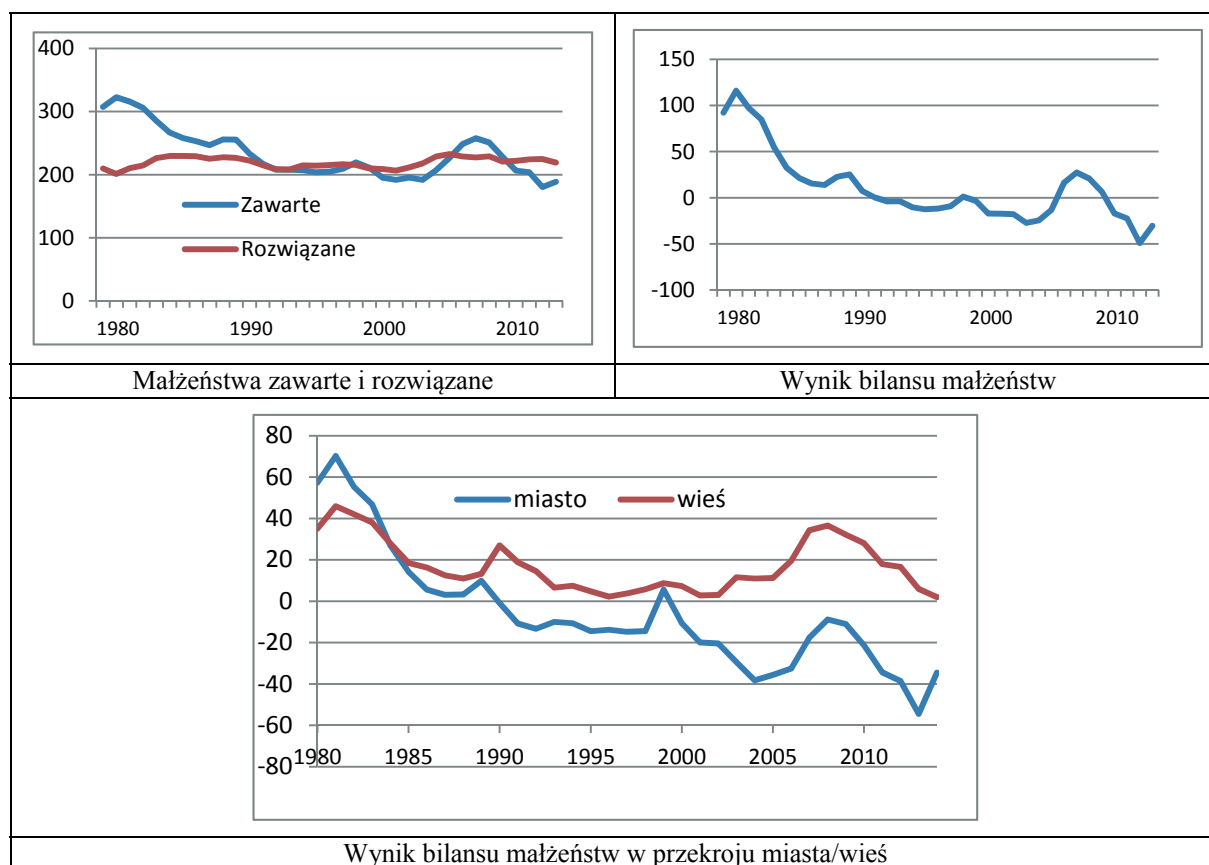 400
300
200
100
0
Zawarte
Rozwiązane
1980 1990 2000 2010
Małżeństwa zawarte i rozwiązane
150
100
50
0
-50
-100
1980 1990 2000 2010
Wynik bilansu małżeństw
80
60
40
20
0
-20
-40
-60
-80
miasto wieś
1980 1985 1990 1995 2000 2005 2010
Wynik bilansu małżeństw w przekroju miasta/wieś